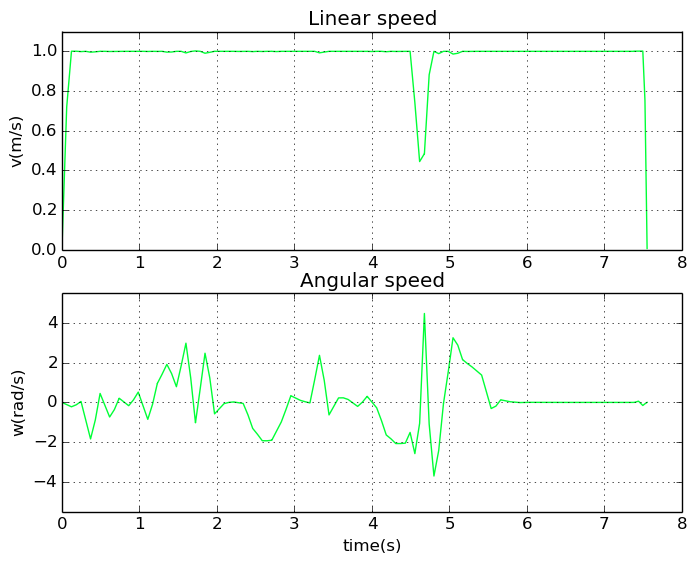 Linear speed
v(m/s)
1.0
0.8
0.6
0.4
0.2
0.0
0 1 2 3 4 5 6 7 8
Angular speed
w(rad/s)
4
2
0
−2
−4
0 1 2 3 4 5 6 7 8
time(s)